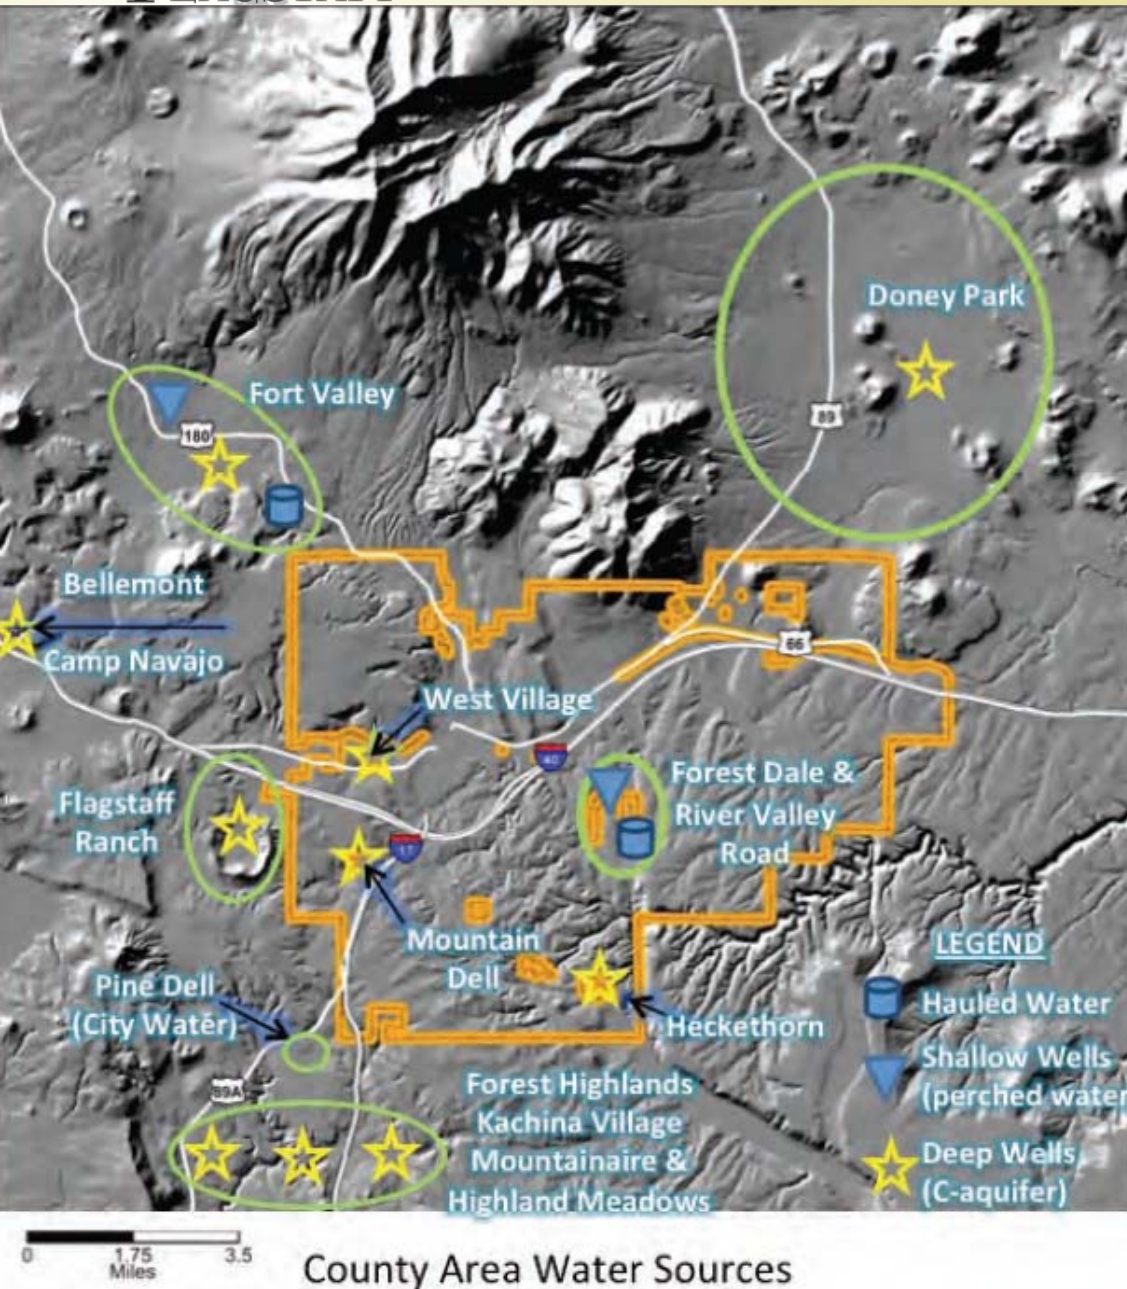 Doney Park
89
Fort Valley
180
Bellemont
Camp Navajo
66
West Village
40
Flagstaff
Ranch
Forest Dale &
River Valley
Road
17
Mountain
Dell
LEGEND
Pine Dell
(City Water)
Hauled Water
Heckethorn
Shallow Wells
(perched water
89A
Forest Highlands
Kachina Village
Mountainaire &
Highland Meadows
Deep Wells
(C-aquifer)
0 1.75 3.5
Miles
County Area Water Sources